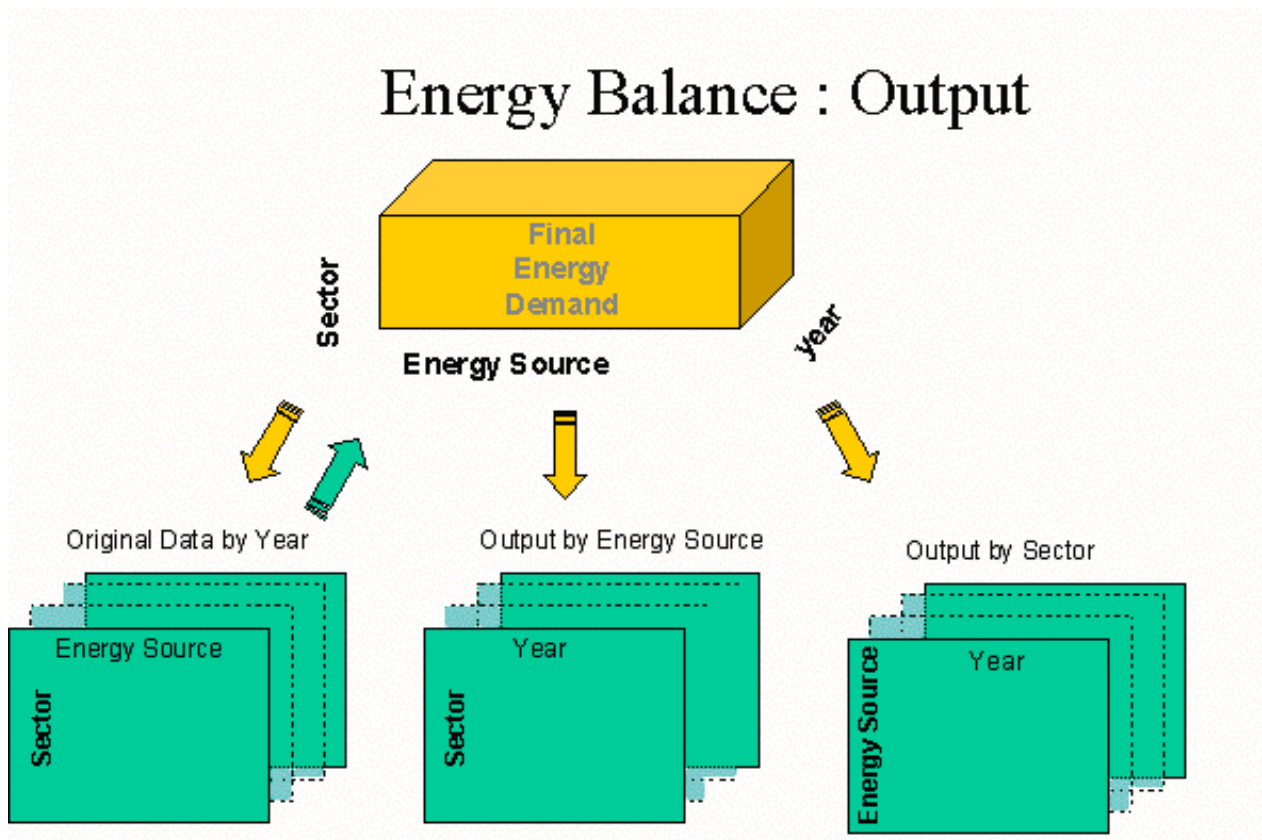 Energy Balance : Output
Final
Energy
Demand
Sector
Energy Source
year
Original Data by Year
Output by Energy Source
Output by Sector
Energy Source
Sector
Year
Sector
Year
Energy Source